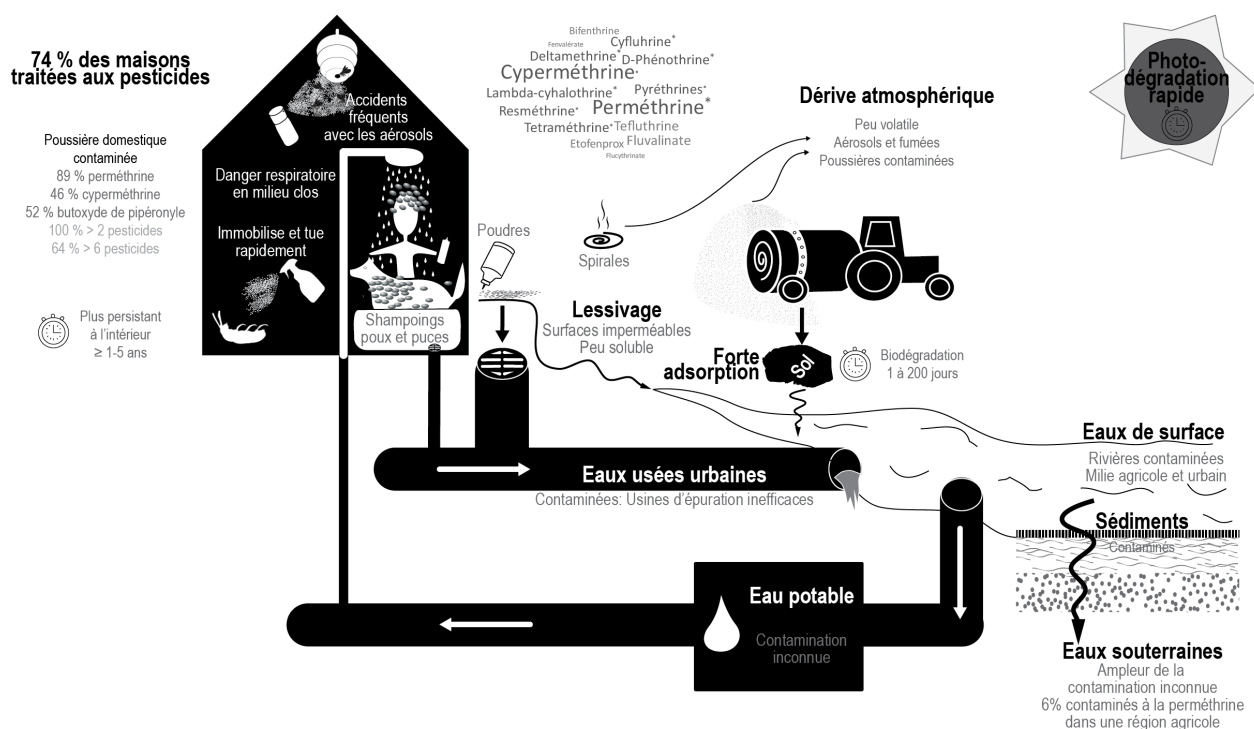 74 % des maisons
traitées aux pesticides
Poussière domestique
contaminée
89 % perméthrine
46 % cyperméthrine
52 % butoxyde de pipéronyle
100 % > 2 pesticides
64 % > 6 pesticides
Plus persistant
à l'intérieur
≥ 1-5 ans
Accidents
fréquents
avec les aérosols
Danger respiratoire
en milieu clos
Immobilise et tue
rapidement
Shampoings
poux et puces
Bifenthrine
Fenvalérate
Cyfluhrine*
Deltamethrine*
D-Phénothrine*
Cyperméthrine*
Lambda-cyhalothrine*
Pyréthrines*
Resméthrine*
Perméthrine*
Tetraméthrine*
Tefluthrine
Etofenprox
Fluvalinate
Flucythrinate
Poudres
Spirales
Lessivage
Surfaces imperméables
Peu soluble
Dérive atmosphérique
Peu volatile
Aérosols et fumées
Poussières contaminées
Photo-
dégradation
rapide
Forte
adsorption
Sol
Biodégradation
1 à 200 jours
Eaux usées urbaines
Contaminées: Usines d'épuration inefficaces
Eaux de surface
Rivières contaminées
Milie agricole et urbain
Sédiments
Contaminés
Eau potable
Contamination
inconnue
Eaux souterraines
Ampleur de la
contamination inconnue
6% contaminés à la perméthrine
dans une région agricole